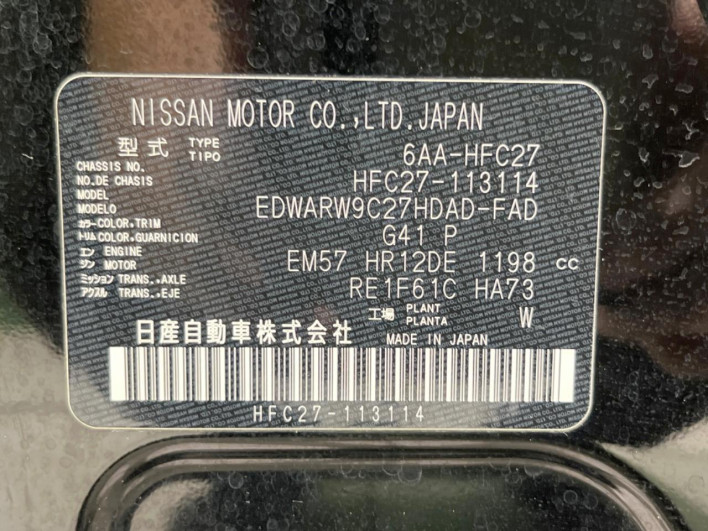 NISSAN MOTOR CO.,LTD.JAPAN
型式 TYPE TIPO 6AA-HFC27
CHASSIS NO.
NO.DE CHASIS HFC27-113114
MODEL
MODELO EDWARW9C27HDAD-FAD
カラー COLOR,TRIM
トリム COLOR,GUARNICION G41 P
エン ENGINE
ジン MOTOR EM57 HR12DE 1198 cc
ミッション TRANS.,AXLE
アクスル TRANS.,EJE RE1F61C HA73
工場 PLANT PLANTA W
日産自動車株式会社 MADE IN JAPAN
HFC27-113114